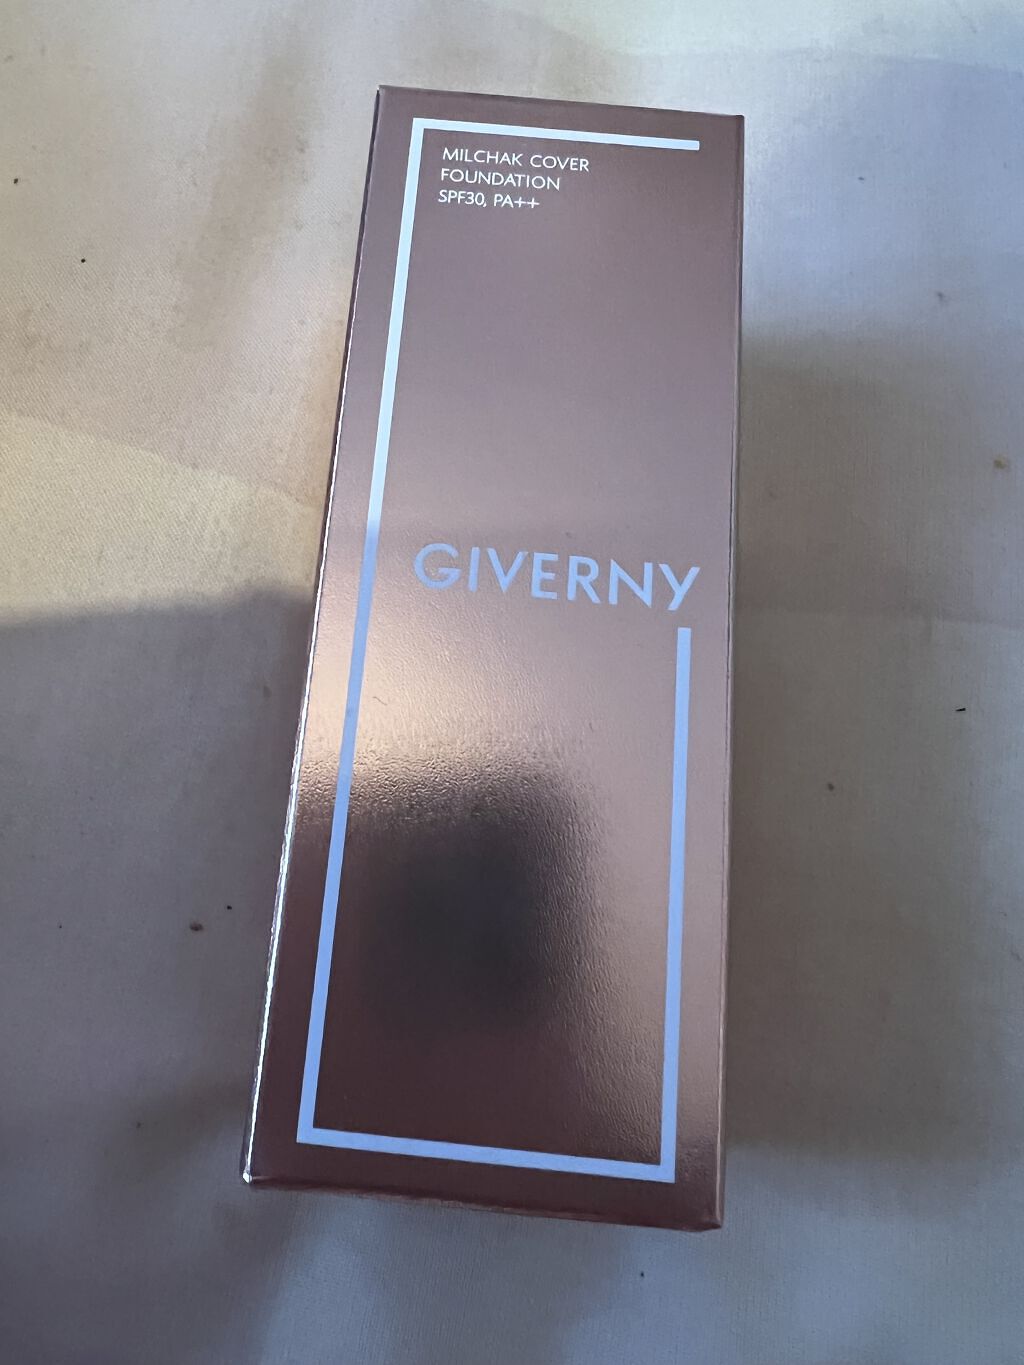 MILCHAK COVER
FOUNDATION
SPF30, PA++
GIVERNY